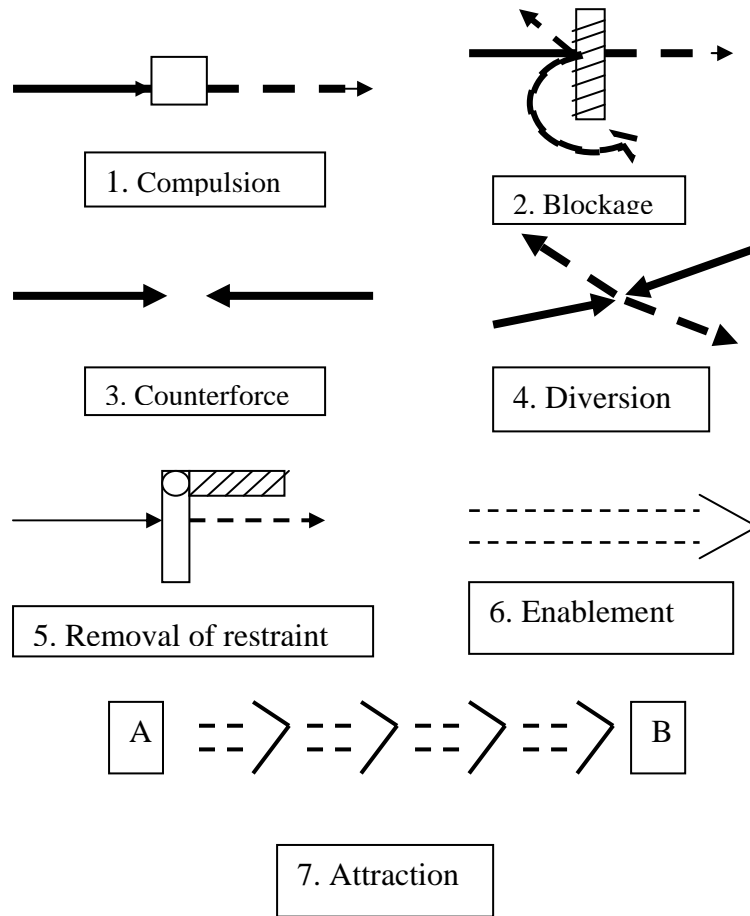 1. Compulsion
2. Blockage
3. Counterforce
4. Diversion
5. Removal of restraint
6. Enablement
A
B
7. Attraction